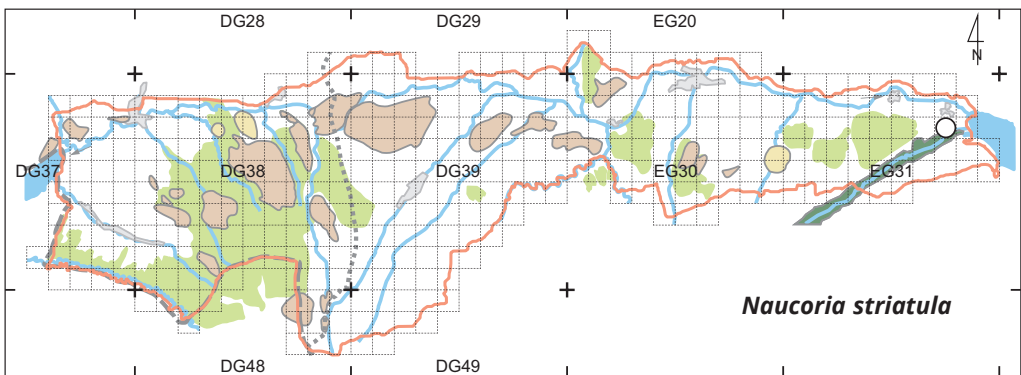 DG28 DG29 EG20
N
DG37 DG38 DG39 EG30 EG31
Naucoria striatula
DG48 DG49